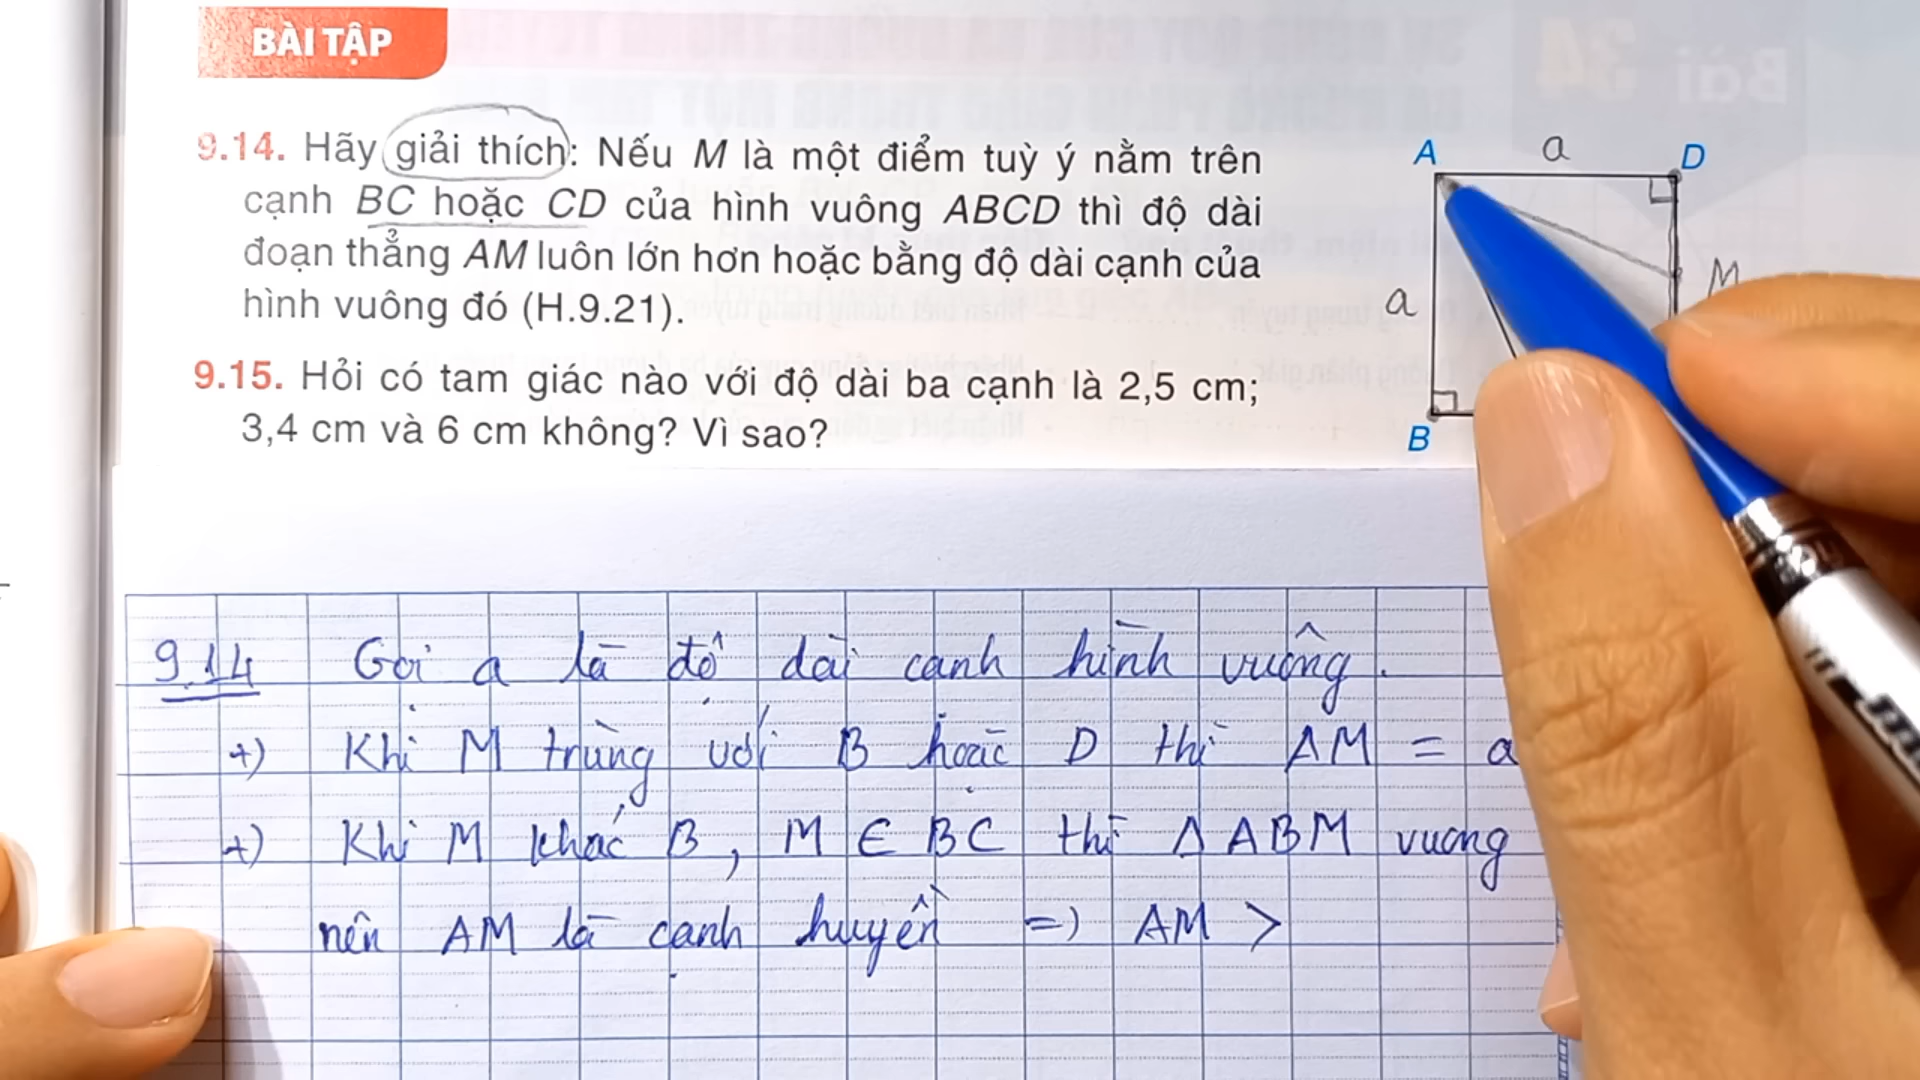 BÀI TẬP
9.14. Hãy giải thích: Nếu M là một điểm tuỳ ý nằm trên
cạnh BC hoặc CD của hình vuông ABCD thì độ dài
đoạn thẳng AM luôn lớn hơn hoặc bằng độ dài cạnh của
hình vuông đó (H.9.21).
9.15. Hỏi có tam giác nào với độ dài ba cạnh là 2,5 cm;
3,4 cm và 6 cm không? Vì sao?
A a D
a M
B
9.14 Gọi a là độ dài cạnh hình vuông.
+) Khi M trùng với B hoặc D thì AM = a
+) Khi M khác B, M ∈ BC thì Δ ABM vuông
nên AM là cạnh huyền => AM >